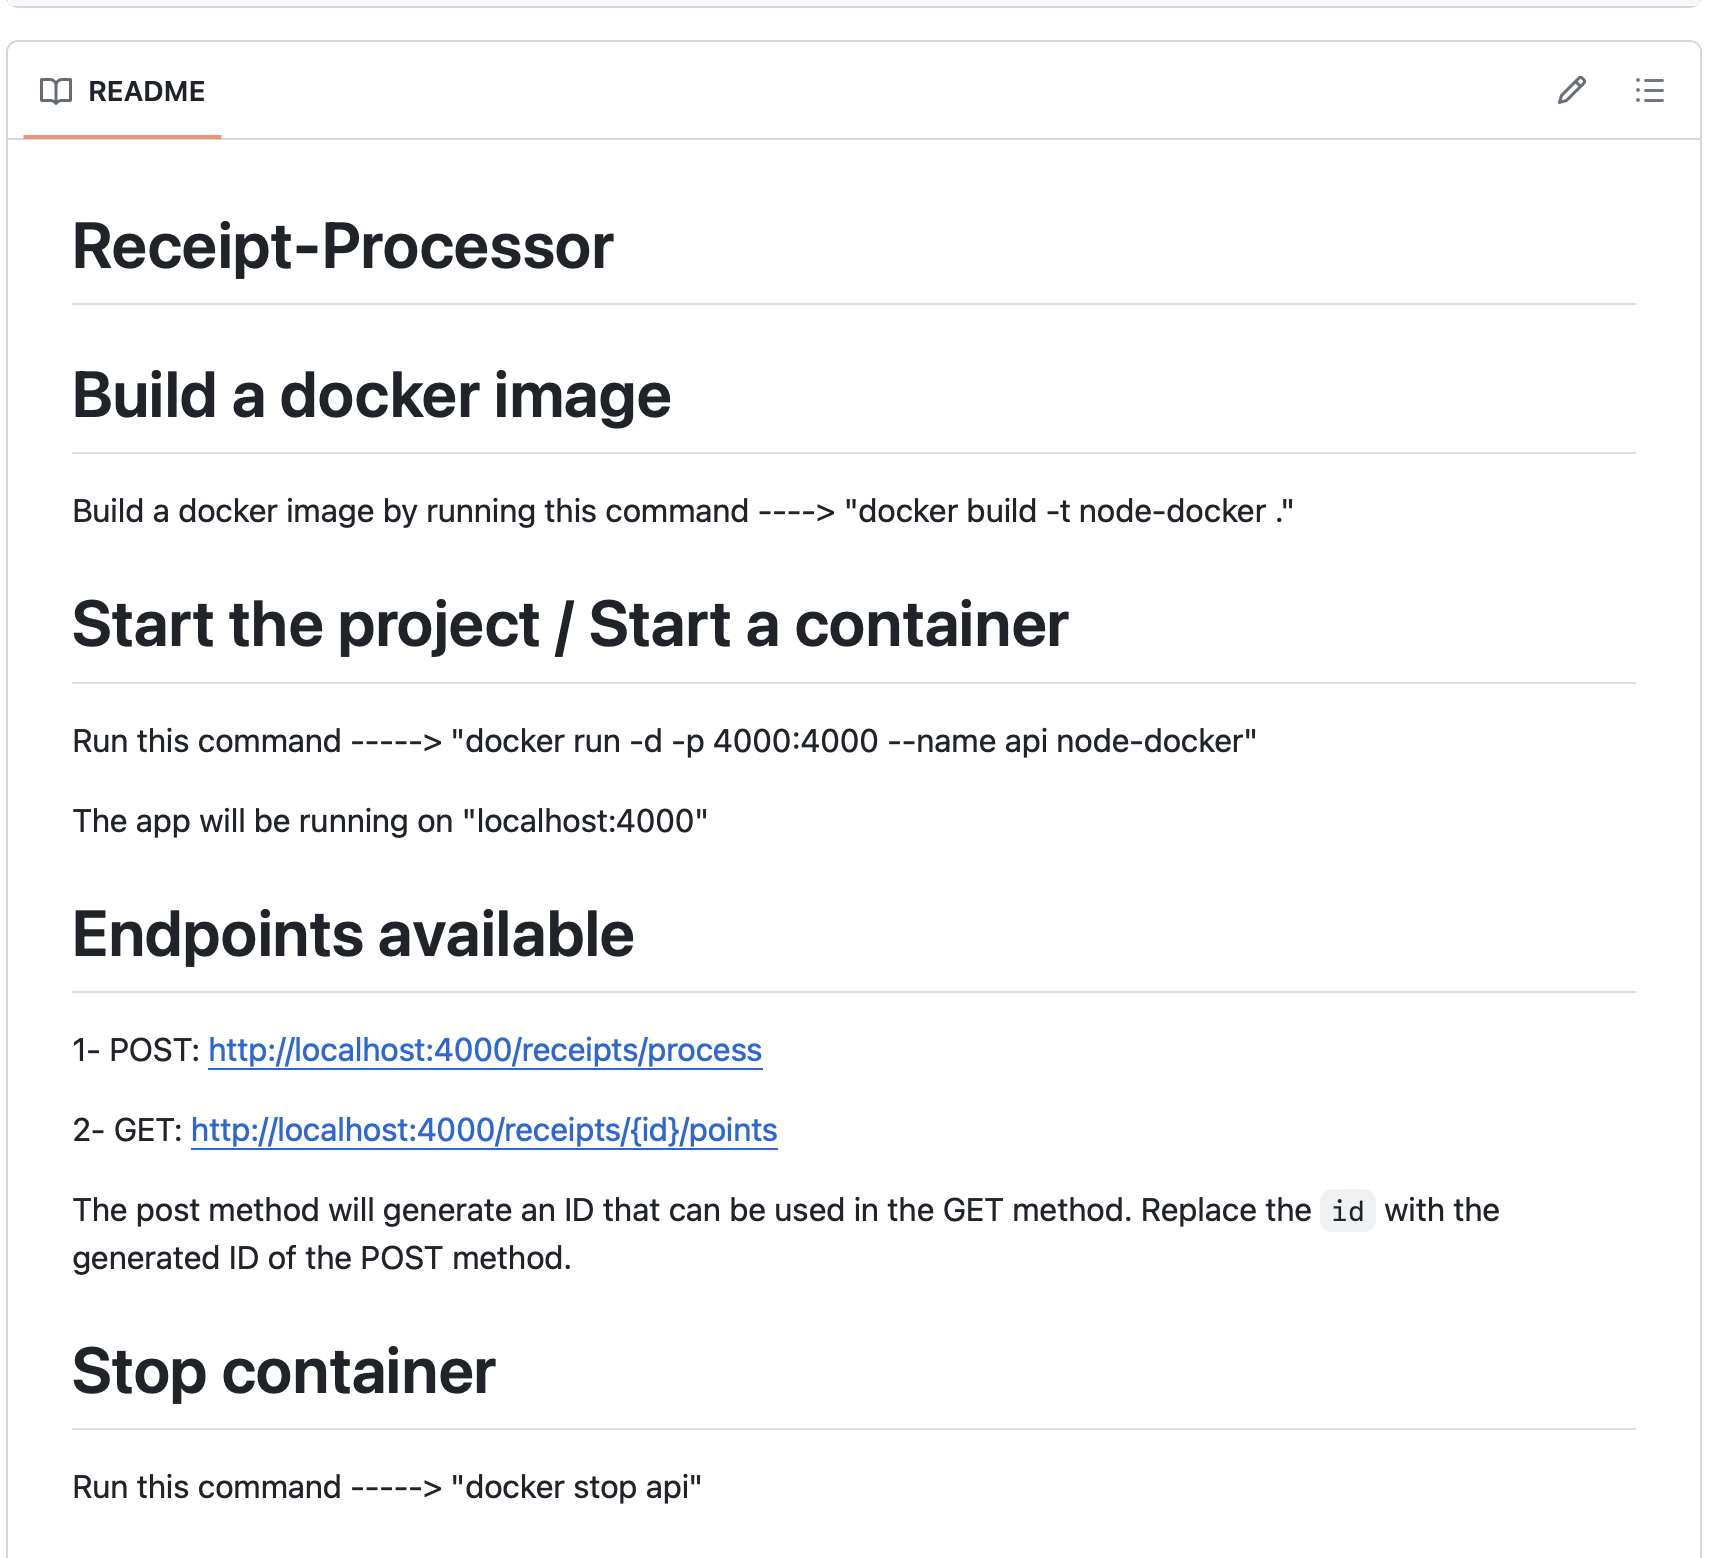 README
Receipt-Processor
Build a docker image
Build a docker image by running this command ----> "docker build -t node-docker ."
Start the project / Start a container
Run this command -----> "docker run -d -p 4000:4000 --name api node-docker"
The app will be running on "localhost:4000"
Endpoints available
1- POST: http://localhost:4000/receipts/process
2- GET: http://localhost:4000/receipts/{id}/points
The post method will generate an ID that can be used in the GET method. Replace the id with the
generated ID of the POST method.
Stop container
Run this command -----> "docker stop api"